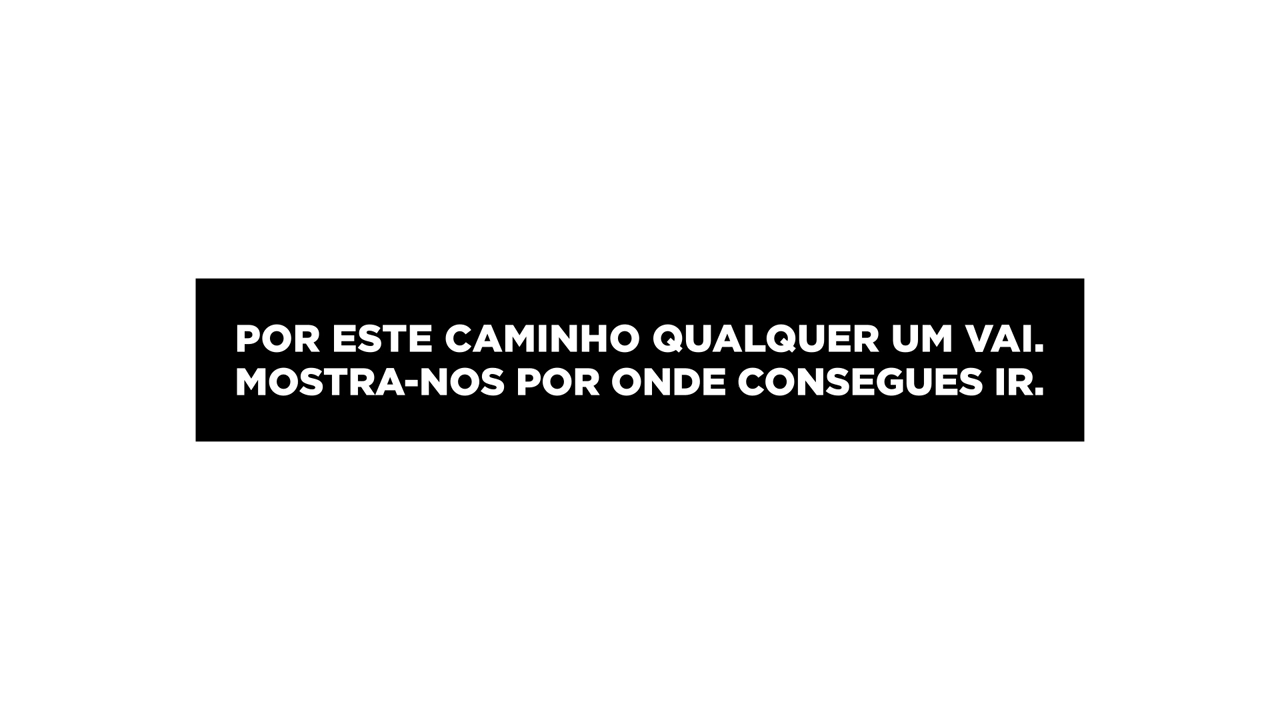 POR ESTE CAMINHO QUALQUER UM VAI.
MOSTRA-NOS POR ONDE CONSEGUES IR.